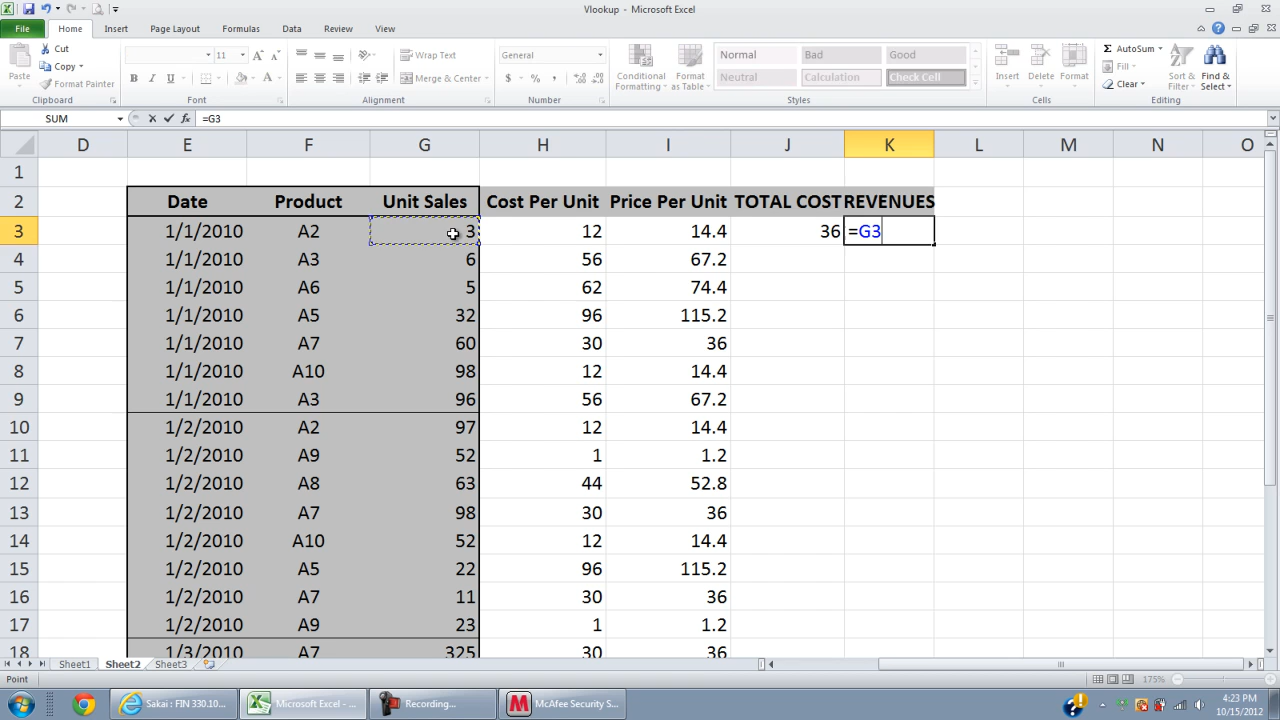 Vlookup - Microsoft Excel
File Home Insert Page Layout Formulas Data Review View
Paste
Cut
Copy
Format Painter
Clipboard
11 A A
B I U A
Font
Wrap Text
Merge & Center
Alignment
General
$ % ,
Number
Conditional Formatting
Format as Table
Normal Bad Good
Neutral Calculation Check Cell
Styles
Insert Delete Format
Cells
Σ AutoSum
Fill
Clear
Sort & Filter
Find & Select
Editing
SUM fx =G3
D E F G H I J K L M N O
1
2 Date Product Unit Sales Cost Per Unit Price Per Unit TOTAL COST REVENUES
3 1/1/2010 A2 3 12 14.4 36 =G3
4 1/1/2010 A3 6 56 67.2
5 1/1/2010 A6 5 62 74.4
6 1/1/2010 A5 32 96 115.2
7 1/1/2010 A7 60 30 36
8 1/1/2010 A10 98 12 14.4
9 1/1/2010 A3 96 56 67.2
10 1/2/2010 A2 97 12 14.4
11 1/2/2010 A9 52 1 1.2
12 1/2/2010 A8 63 44 52.8
13 1/2/2010 A7 98 30 36
14 1/2/2010 A10 52 12 14.4
15 1/2/2010 A5 22 96 115.2
16 1/2/2010 A7 11 30 36
17 1/2/2010 A9 23 1 1.2
18 1/3/2010 A7 325 30 36
Sheet1 Sheet2 Sheet3
Point 175%
Sakai : FIN 330.10... Microsoft Excel - ... Recording... McAfee Security S...
4:23 PM
10/15/2012